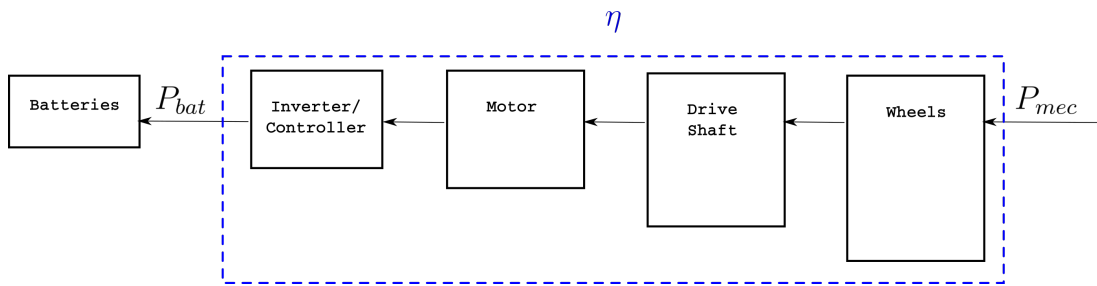 η
Batteries
P_bat
Inverter/
Controller
Motor
Drive
Shaft
Wheels
P_mec